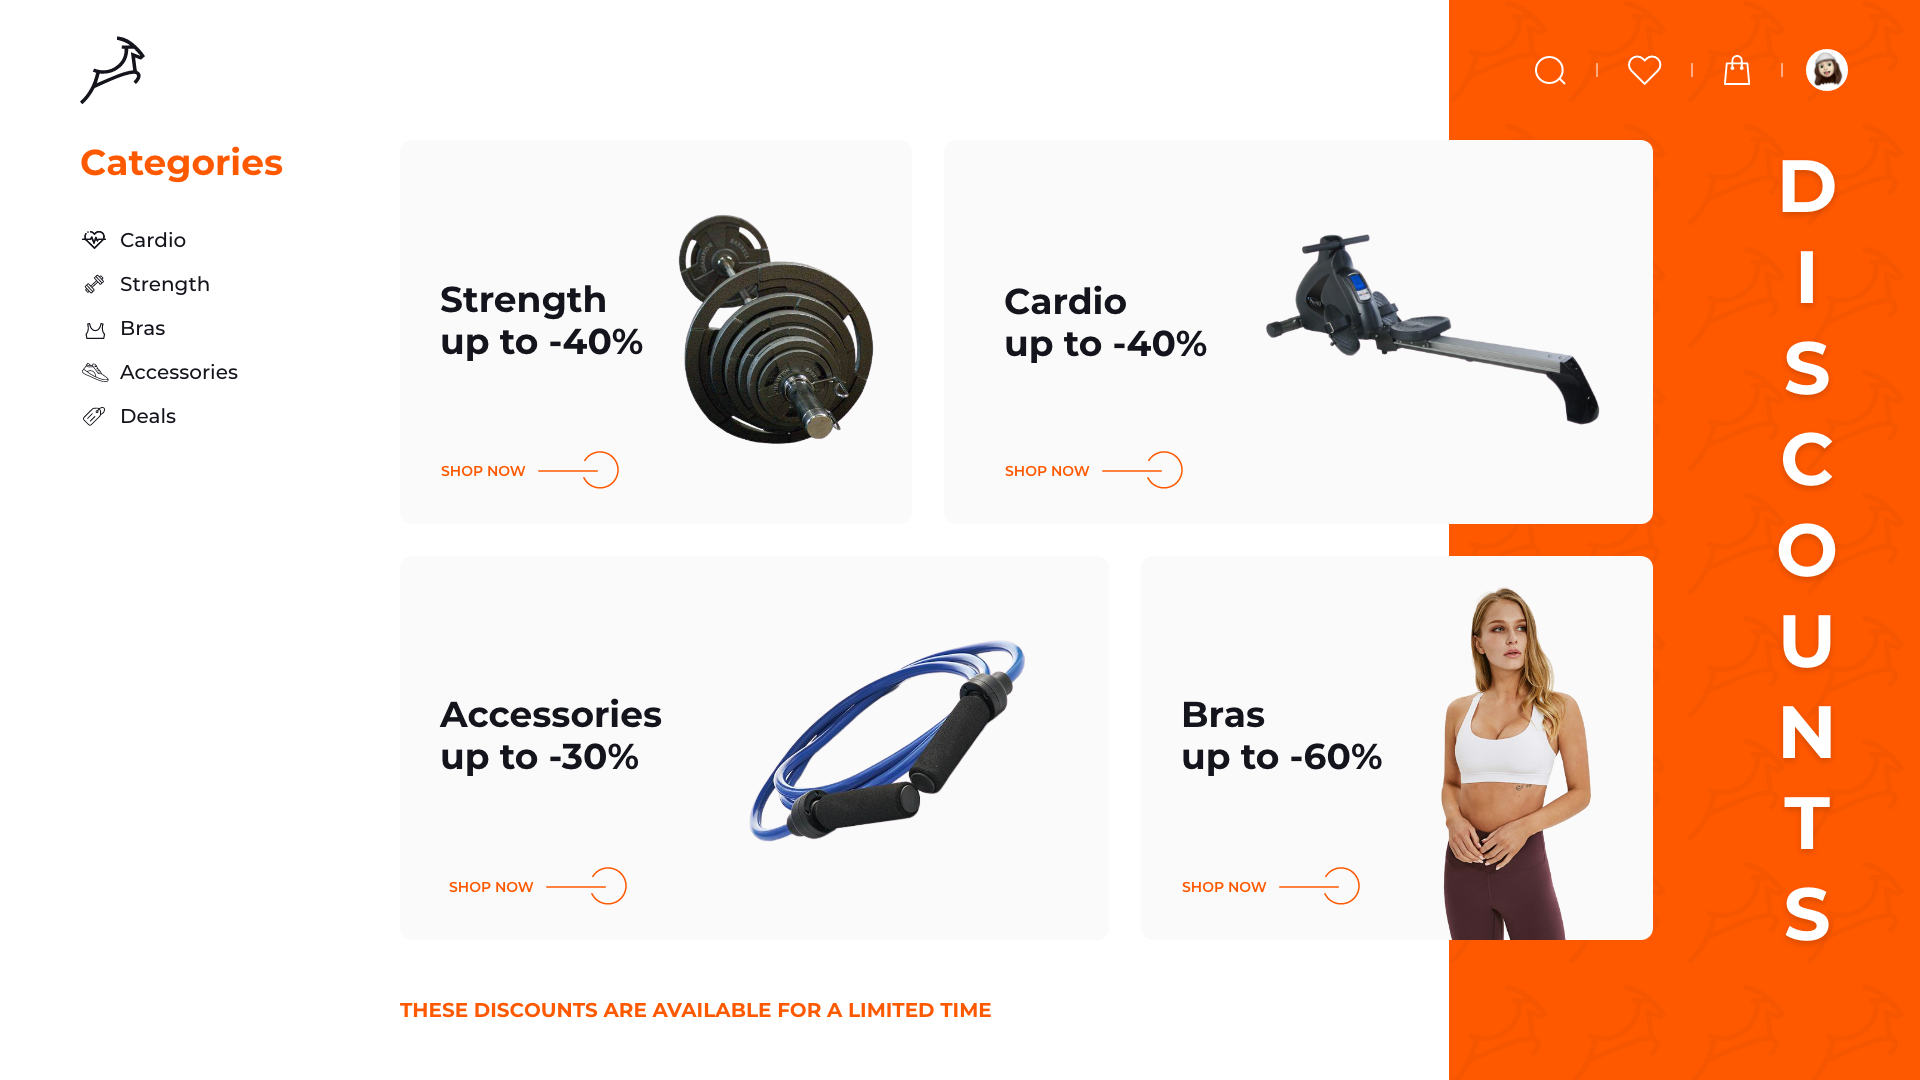 Categories
Cardio
Strength
Bras
Accessories
Deals
Strength
up to -40%
SHOP NOW
Cardio
up to -40%
SHOP NOW
Accessories
up to -30%
SHOP NOW
Bras
up to -60%
SHOP NOW
D
I
S
C
O
U
N
T
S
THESE DISCOUNTS ARE AVAILABLE FOR A LIMITED TIME